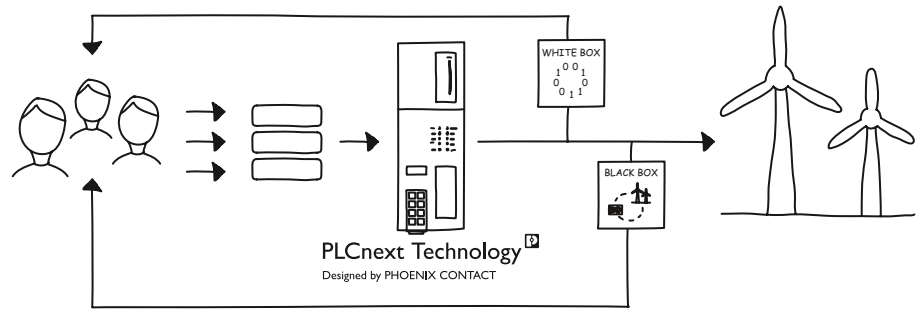 WHITE BOX
0 0
1 1
0 0
0 1 1
BLACK BOX
PLCnext Technology
Designed by PHOENIX CONTACT